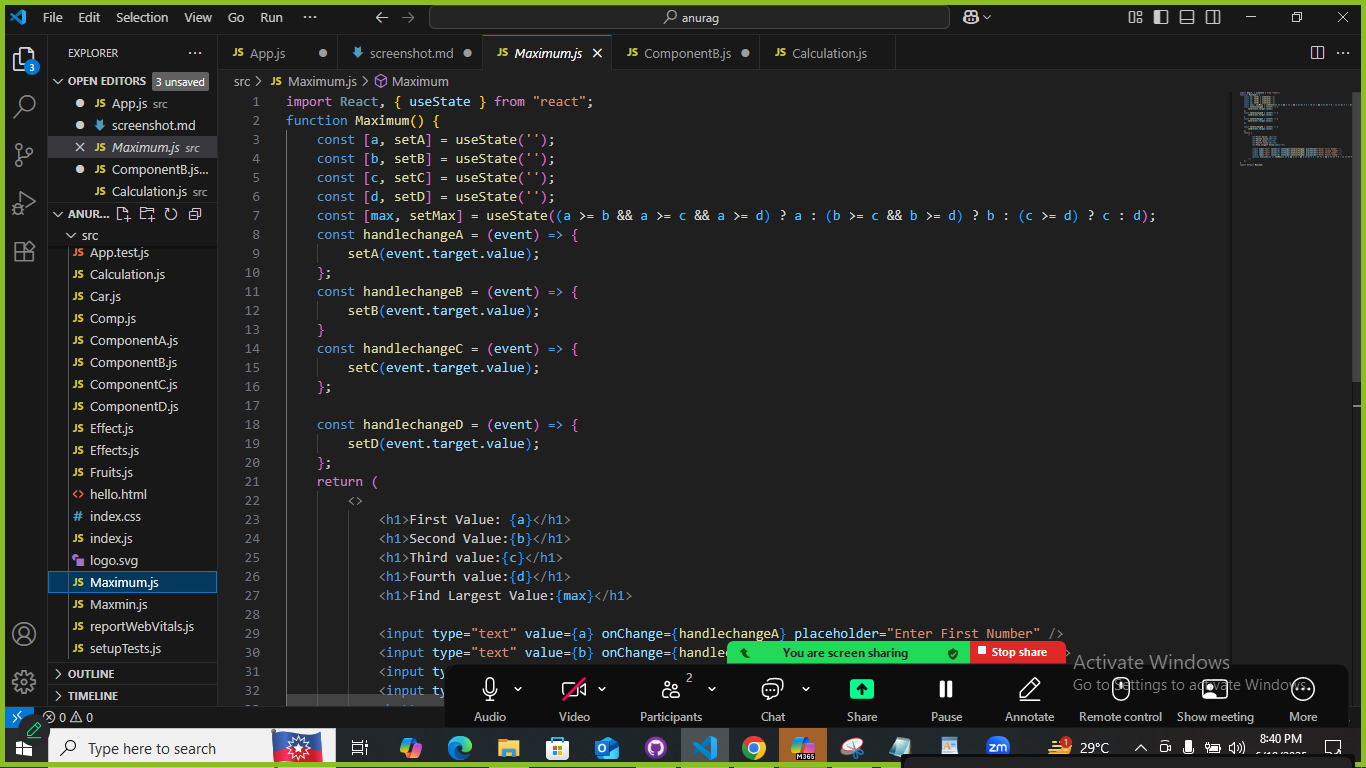 File Edit Selection View Go Run ··· anurag
EXPLORER ···
OPEN EDITORS 3 unsaved
JS App.js src
screenshot.md
JS Maximum.js src
JS ComponentB.js...
JS Calculation.js src
ANUR...
src
JS App.test.js
JS Calculation.js
JS Car.js
JS Comp.js
JS ComponentA.js
JS ComponentB.js
JS ComponentC.js
JS ComponentD.js
JS Effect.js
JS Effects.js
JS Fruits.js
<> hello.html
# index.css
JS index.js
logo.svg
JS Maximum.js
JS Maxmin.js
JS reportWebVitals.js
JS setupTests.js
OUTLINE
TIMELINE
3
JS App.js screenshot.md JS Maximum.js JS ComponentB.js JS Calculation.js ···
src > JS Maximum.js > Maximum
1 import React, { useState } from "react";
2 function Maximum() {
3 const [a, setA] = useState('');
4 const [b, setB] = useState('');
5 const [c, setC] = useState('');
6 const [d, setD] = useState('');
7 const [max, setMax] = useState((a >= b && a >= c && a >= d) ? a : (b >= c && b >= d) ? b : (c >= d) ? c : d);
8 const handlechangeA = (event) => {
9 setA(event.target.value);
10 };
11 const handlechangeB = (event) => {
12 setB(event.target.value);
13 }
14 const handlechangeC = (event) => {
15 setC(event.target.value);
16 };
17
18 const handlechangeD = (event) => {
19 setD(event.target.value);
20 };
21 return (
22 <>
23 <h1>First Value: {a}</h1>
24 <h1>Second Value:{b}</h1>
25 <h1>Third value:{c}</h1>
26 <h1>Fourth value:{d}</h1>
27 <h1>Find Largest Value:{max}</h1>
28
29 <input type="text" value={a} onChange={handlechangeA} placeholder="Enter First Number" />
30 <input type="text" value={b} onChange={handlec
31 <input ty
32 <input ty
You are screen sharing Stop share
Activate Windows
Go to Settings to activate Windows.
2
Audio Video Participants Chat Share Pause Annotate Remote control Show meeting More
0 0
Type here to search
M365
zm
1
29°C
8:40 PM